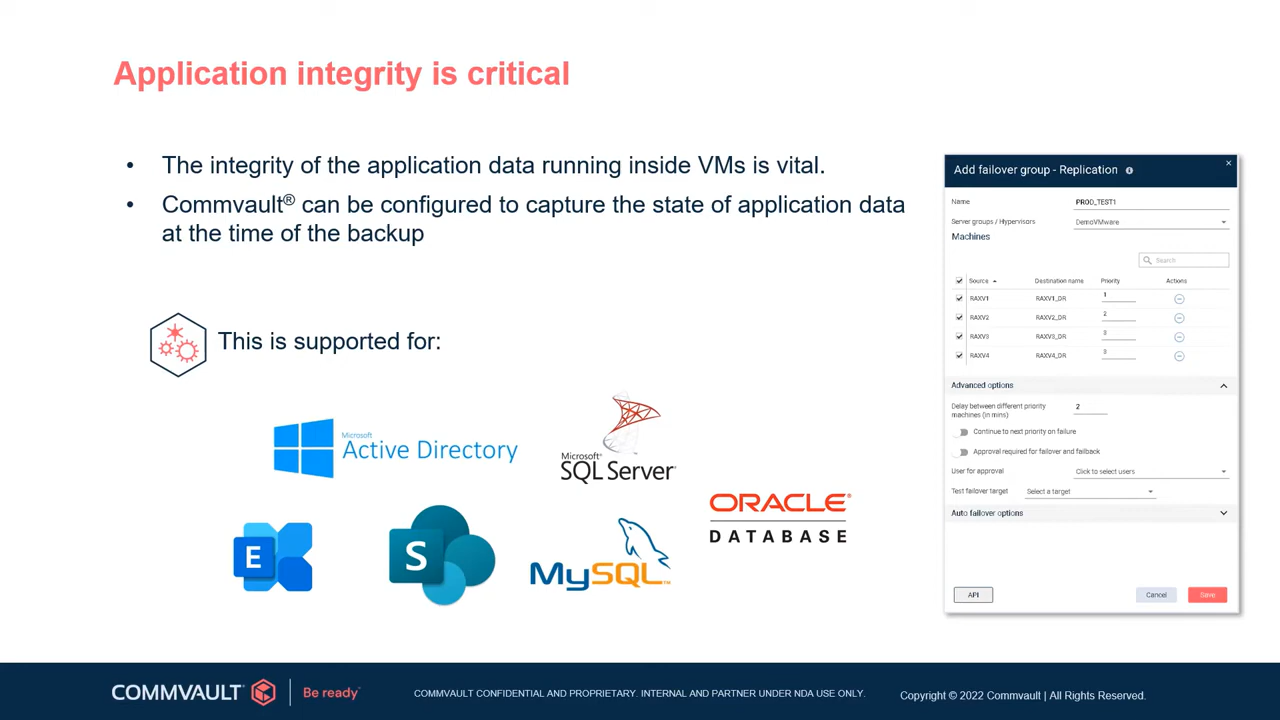 Application integrity is critical
• The integrity of the application data running inside VMs is vital.
• Commvault® can be configured to capture the state of application data
at the time of the backup
This is supported for:
Microsoft
Active Directory
Microsoft®
SQL Server®
ORACLE®
DATABASE
E
S
MySQL™
Add failover group - Replication
Name PROD_TEST1
Server groups / Hypervisors DemoVMware
Machines
Search
Source Destination name Priority Actions
RAXV1 RAXV1_DR 1
RAXV2 RAXV2_DR 2
RAXV3 RAXV3_DR 3
RAXV4 RAXV4_DR 3
Advanced options
Delay between different priority
machines (in mins) 2
Continue to next priority on failure
Approval required for failover and failback
User for approval Click to select users
Test failover target Select a target
Auto failover options
API Cancel Save
COMMVAULT Be ready
COMMVAULT CONFIDENTIAL AND PROPRIETARY. INTERNAL AND PARTNER UNDER NDA USE ONLY.
Copyright © 2022 Commvault | All Rights Reserved.